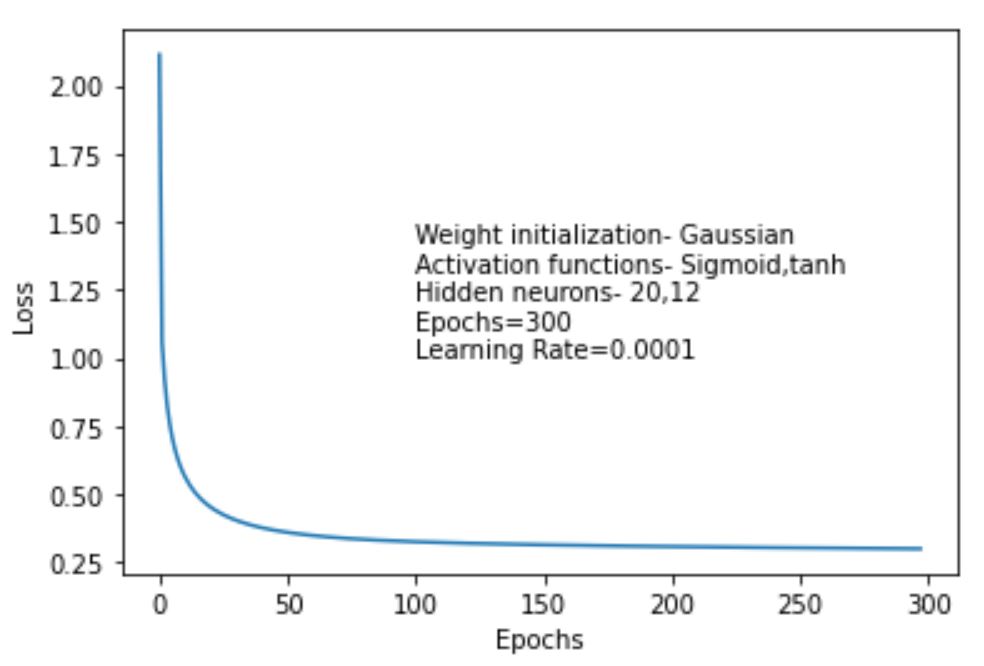 2.00
1.75
1.50
1.25
1.00
0.75
0.50
0.25
Loss
Weight initialization- Gaussian
Activation functions- Sigmoid,tanh
Hidden neurons- 20,12
Epochs=300
Learning Rate=0.0001
0 50 100 150 200 250 300
Epochs